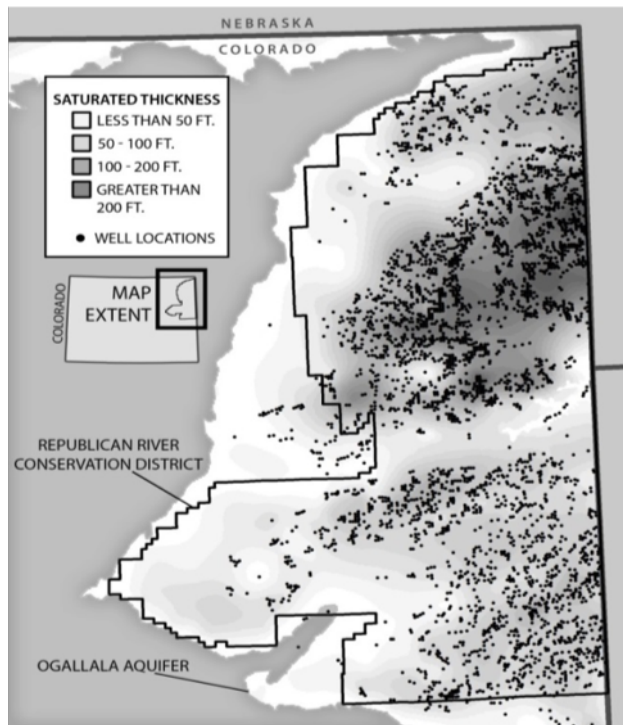 NEBRASKA
COLORADO
SATURATED THICKNESS
LESS THAN 50 FT.
50 - 100 FT.
100 - 200 FT.
GREATER THAN
200 FT.
WELL LOCATIONS
COLORADO
MAP
EXTENT
REPUBLICAN RIVER
CONSERVATION DISTRICT
OGALLALA AQUIFER